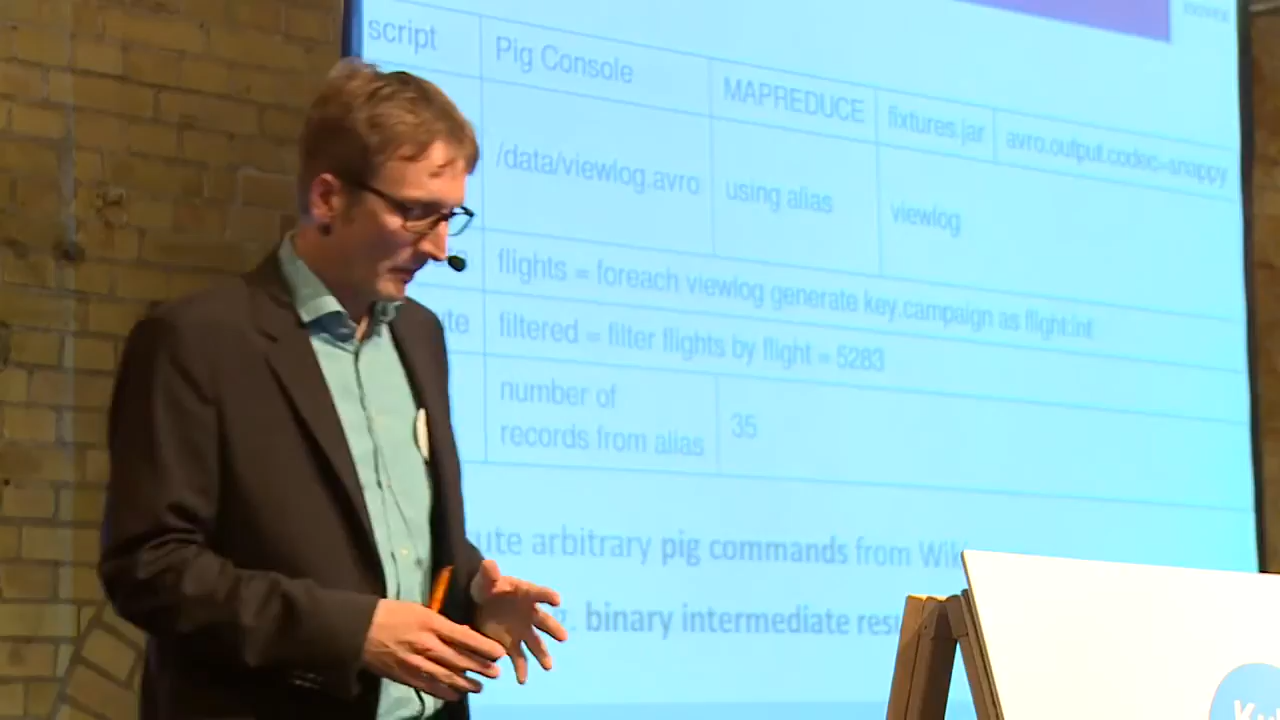 script
Pig Console
MAPREDUCE
fixtures.jar
avro.output.codec=snappy
/data/viewlog.avro
using alias
viewlog
flights = foreach viewlog generate key.campaign as flight:int
filtered = filter flights by flight = 5283
number of
records from alias
35
arbitrary pig commands from
binary intermediate